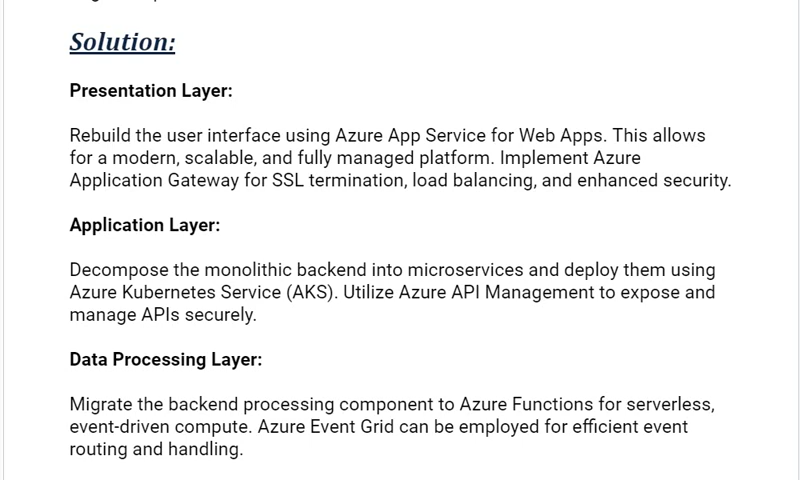 Solution:
Presentation Layer:
Rebuild the user interface using Azure App Service for Web Apps. This allows
for a modern, scalable, and fully managed platform. Implement Azure
Application Gateway for SSL termination, load balancing, and enhanced security.
Application Layer:
Decompose the monolithic backend into microservices and deploy them using
Azure Kubernetes Service (AKS). Utilize Azure API Management to expose and
manage APIs securely.
Data Processing Layer:
Migrate the backend processing component to Azure Functions for serverless,
event-driven compute. Azure Event Grid can be employed for efficient event
routing and handling.